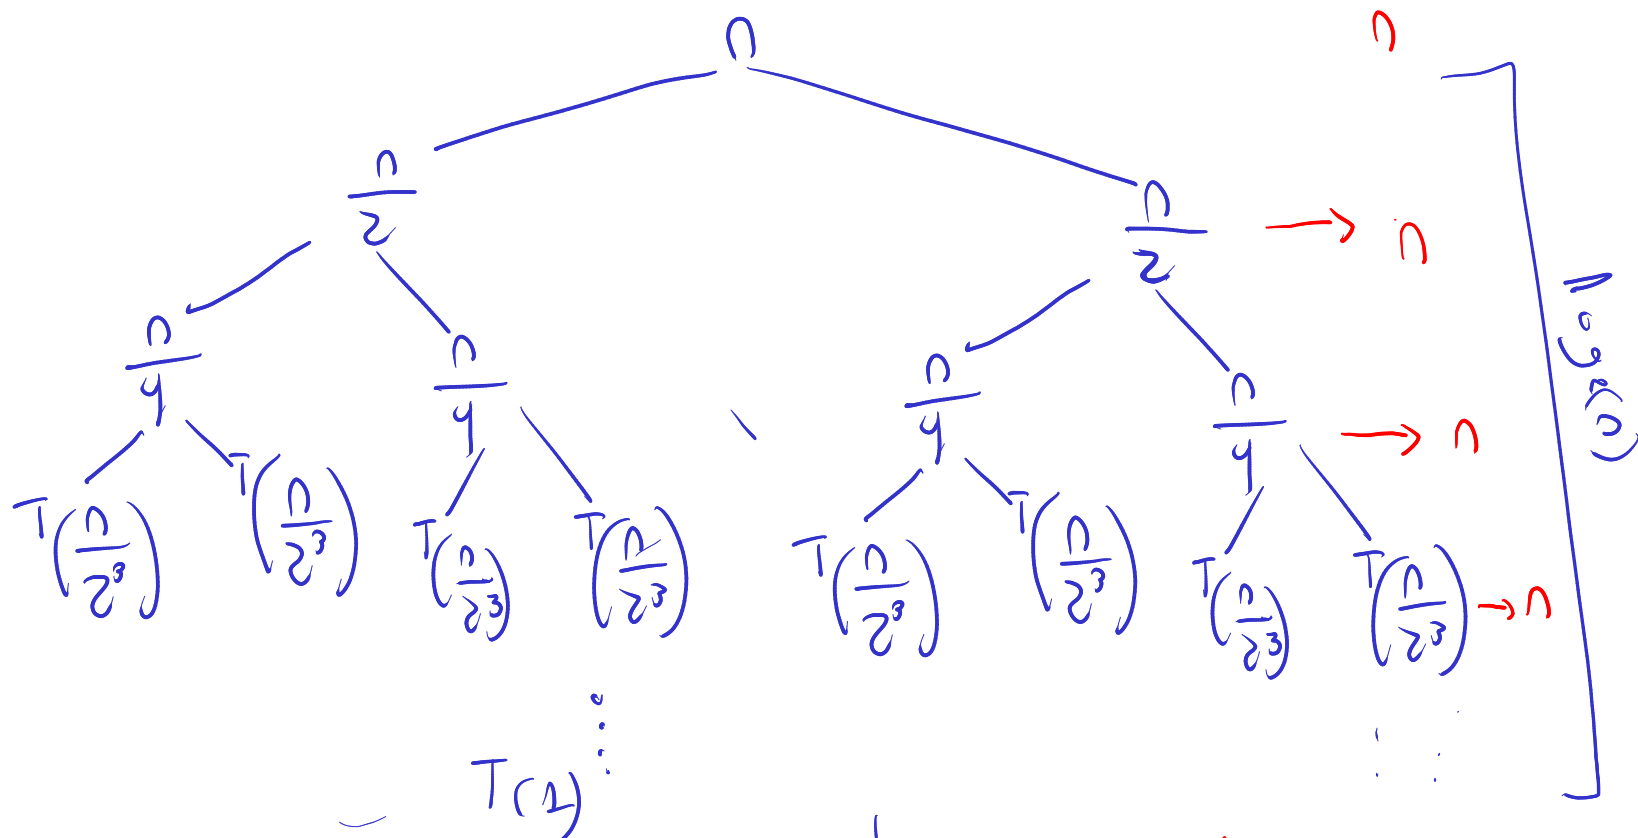 n n
n/2 n/2 → n
n/4 n/4 n/4 n/4 → n
T(n/2³) T(n/2³) T(n/2³) T(n/2³) T(n/2³) T(n/2³) T(n/2³) T(n/2³) → n
⋮
T(1)
log₂(n)